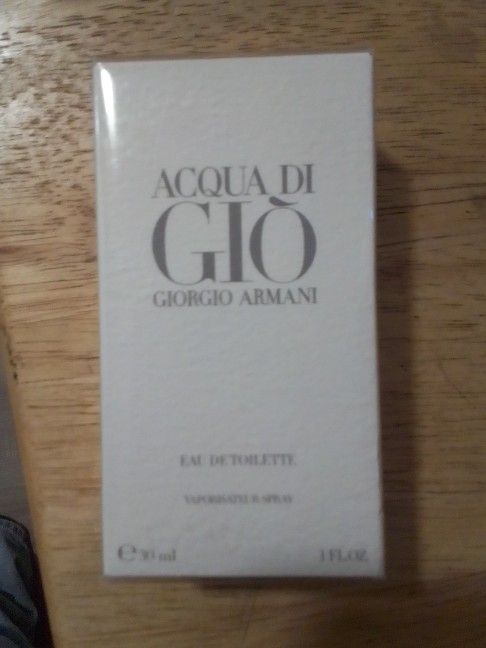 ACQUA DI
GIÒ
GIORGIO ARMANI
EAU DE TOILETTE
VAPORISATEUR-SPRAY
℮ 30 ml 1 FL.OZ.